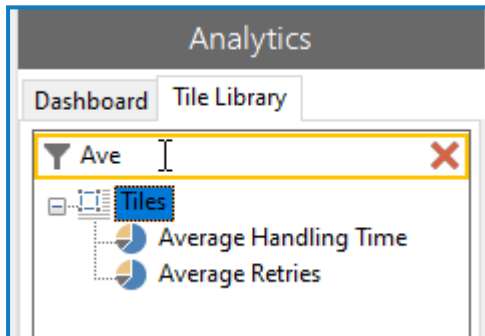 Analytics
Dashboard Tile Library
Ave
Tiles
Average Handling Time
Average Retries